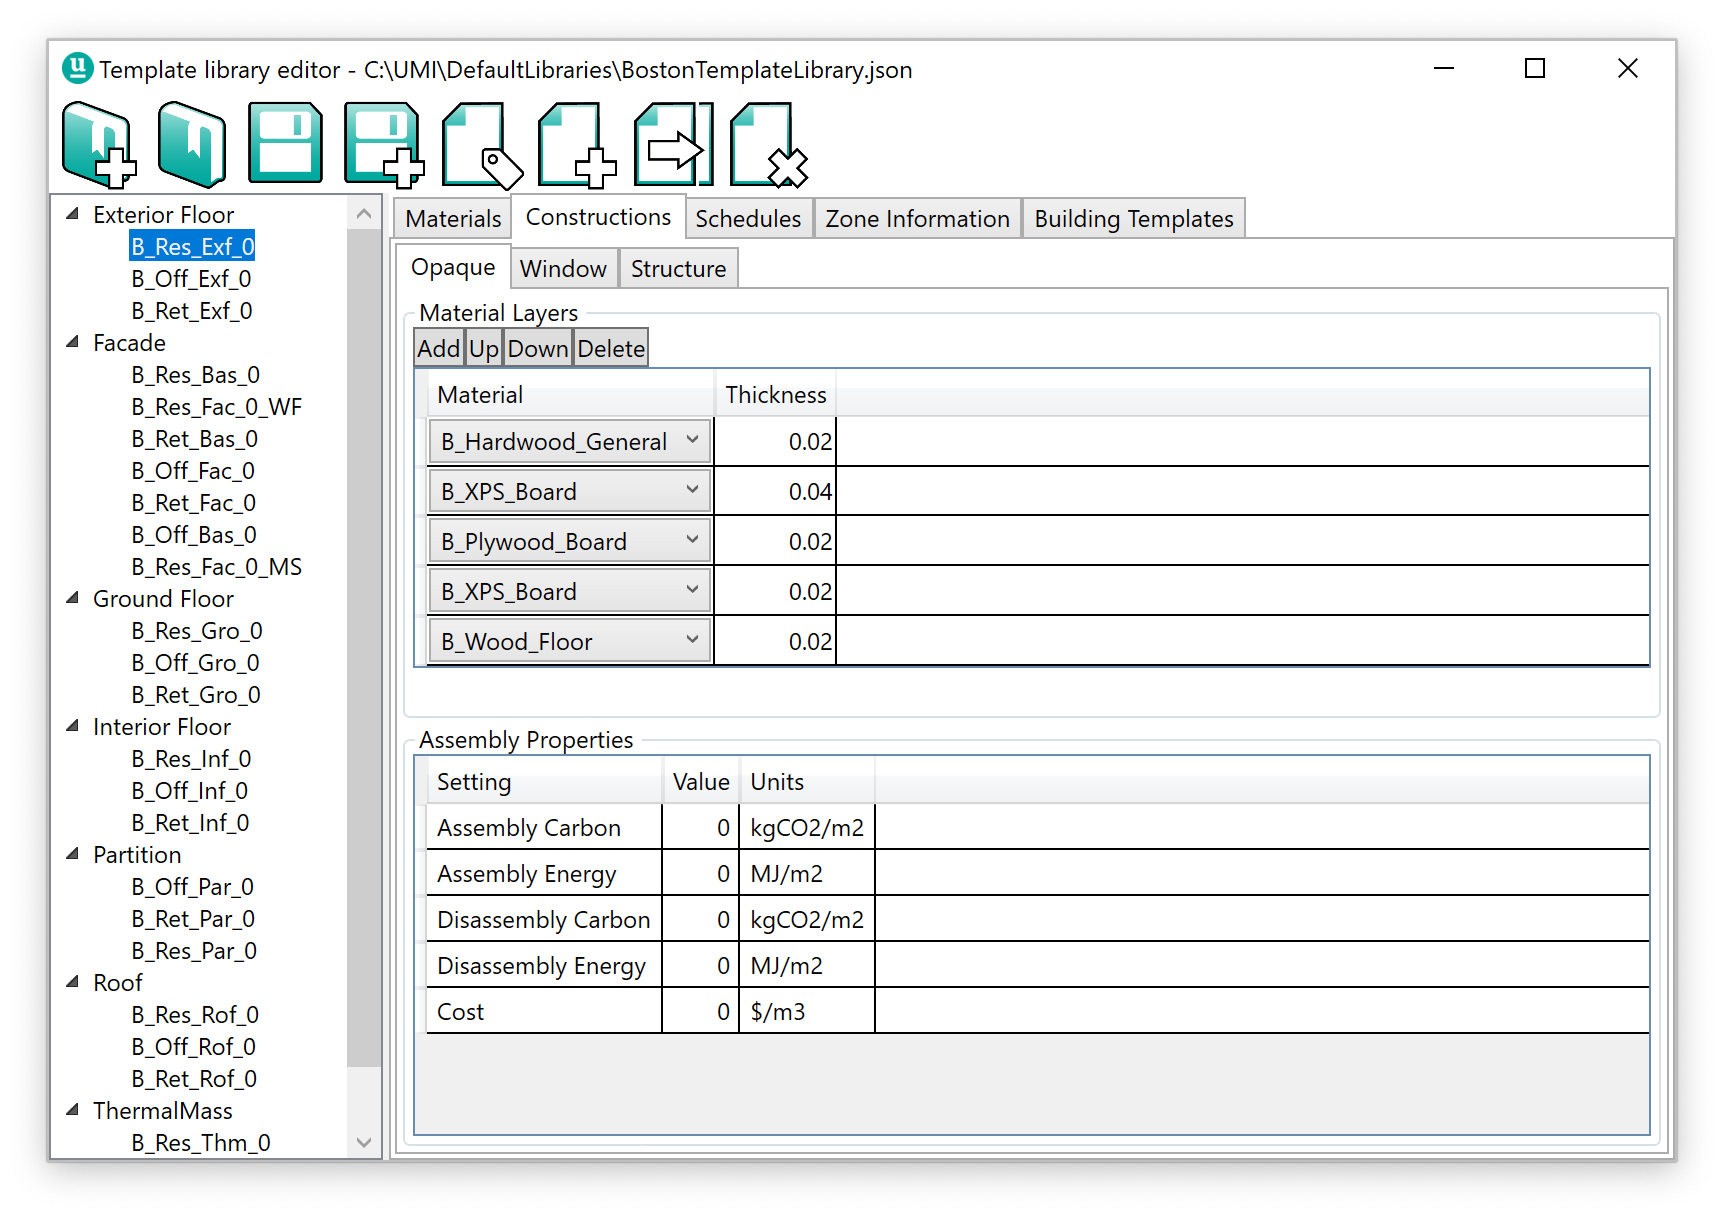 Template library editor - C:\UMI\DefaultLibraries\BostonTemplateLibrary.json
Exterior Floor
B_Res_Exf_0
B_Off_Exf_0
B_Ret_Exf_0
Facade
B_Res_Bas_0
B_Res_Fac_0_WF
B_Ret_Bas_0
B_Off_Fac_0
B_Ret_Fac_0
B_Off_Bas_0
B_Res_Fac_0_MS
Ground Floor
B_Res_Gro_0
B_Off_Gro_0
B_Ret_Gro_0
Interior Floor
B_Res_Inf_0
B_Off_Inf_0
B_Ret_Inf_0
Partition
B_Off_Par_0
B_Ret_Par_0
B_Res_Par_0
Roof
B_Res_Rof_0
B_Off_Rof_0
B_Ret_Rof_0
ThermalMass
B_Res_Thm_0
Materials Constructions Schedules Zone Information Building Templates
Opaque Window Structure
Material Layers
Add Up Down Delete
Material Thickness
B_Hardwood_General 0.02
B_XPS_Board 0.04
B_Plywood_Board 0.02
B_XPS_Board 0.02
B_Wood_Floor 0.02
Assembly Properties
Setting Value Units
Assembly Carbon 0 kgCO2/m2
Assembly Energy 0 MJ/m2
Disassembly Carbon 0 kgCO2/m2
Disassembly Energy 0 MJ/m2
Cost 0 $/m3